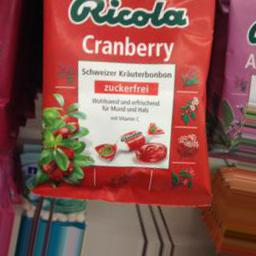 Ricola
Cranberry
Schweizer Kräuterbonbon
zuckerfrei
Wohltuend und erfrischend
für Mund und Hals
mit Vitamin C
A